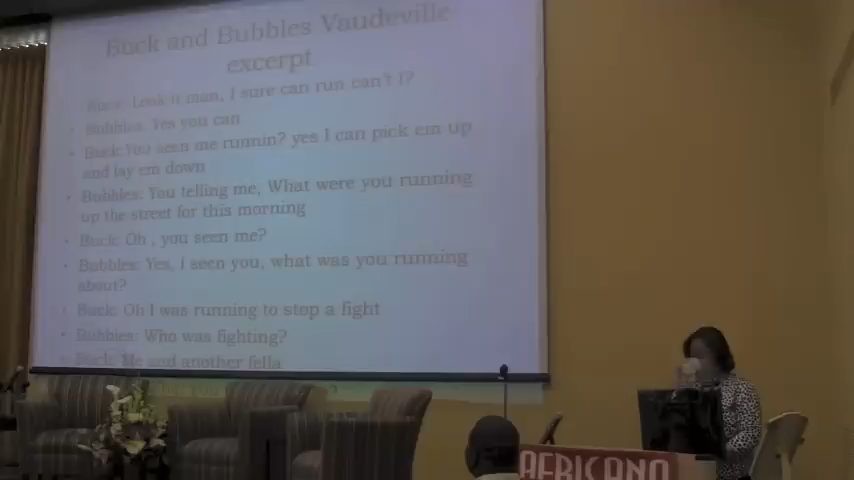 Buck and Bubbles Vaudeville
excerpt
Buck: Look it man, I sure can run can't I?
Bubbles: Yes you can
Buck: You seen me runnin? yes I can pick em up
and lay em down
Bubbles: You telling me, What were you running
up the street for this morning
Buck: Oh , you seen me?
Bubbles: Yes, I seen you, what was you running
about?
Buck: Oh I was running to stop a fight
Bubbles: Who was fighting?
Buck: Me and another fella
AFRICANO